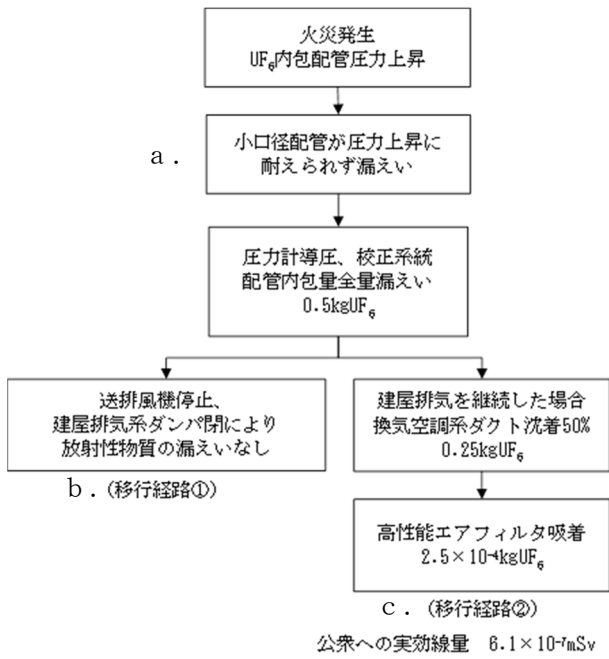 火災発生
UF₆内包配管圧力上昇
a．
小口径配管が圧力上昇に
耐えられず漏えい
圧力計導圧、校正系統
配管内包量全量漏えい
0.5kgUF₆
送排風機停止、
建屋排気系ダンパ閉により
放射性物質の漏えいなし
b．(移行経路①)
建屋排気を継続した場合
換気空調系ダクト沈着50%
0.25kgUF₆
高性能エアフィルタ吸着
2.5×10⁻⁴kgUF₆
c．(移行経路②)
公衆への実効線量 6.1×10⁻⁷mSv